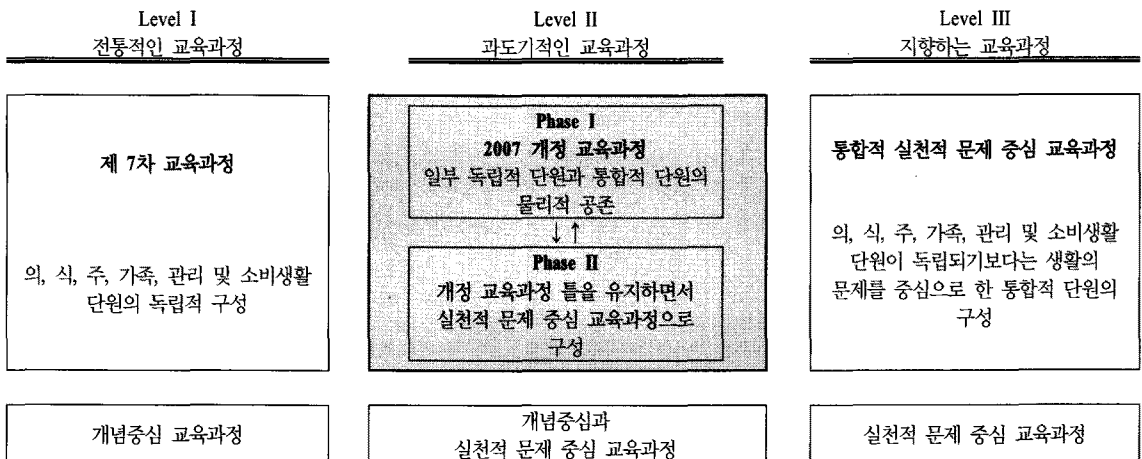 Level I
전통적인 교육과정
Level II
과도기적인 교육과정
Level III
지향하는 교육과정
제 7차 교육과정
의, 식, 주, 가족, 관리 및 소비생활
단원의 독립적 구성
Phase I
2007 개정 교육과정
일부 독립적 단원과 통합적 단원의
물리적 공존
↓↑
Phase II
개정 교육과정 틀을 유지하면서
실천적 문제 중심 교육과정으로
구성
통합적 실천적 문제 중심 교육과정
의, 식, 주, 가족, 관리 및 소비생활
단원이 독립되기보다는 생활의
문제를 중심으로 한 통합적 단원의
구성
개념중심 교육과정
개념중심과
실천적 문제 중심 교육과정
실천적 문제 중심 교육과정